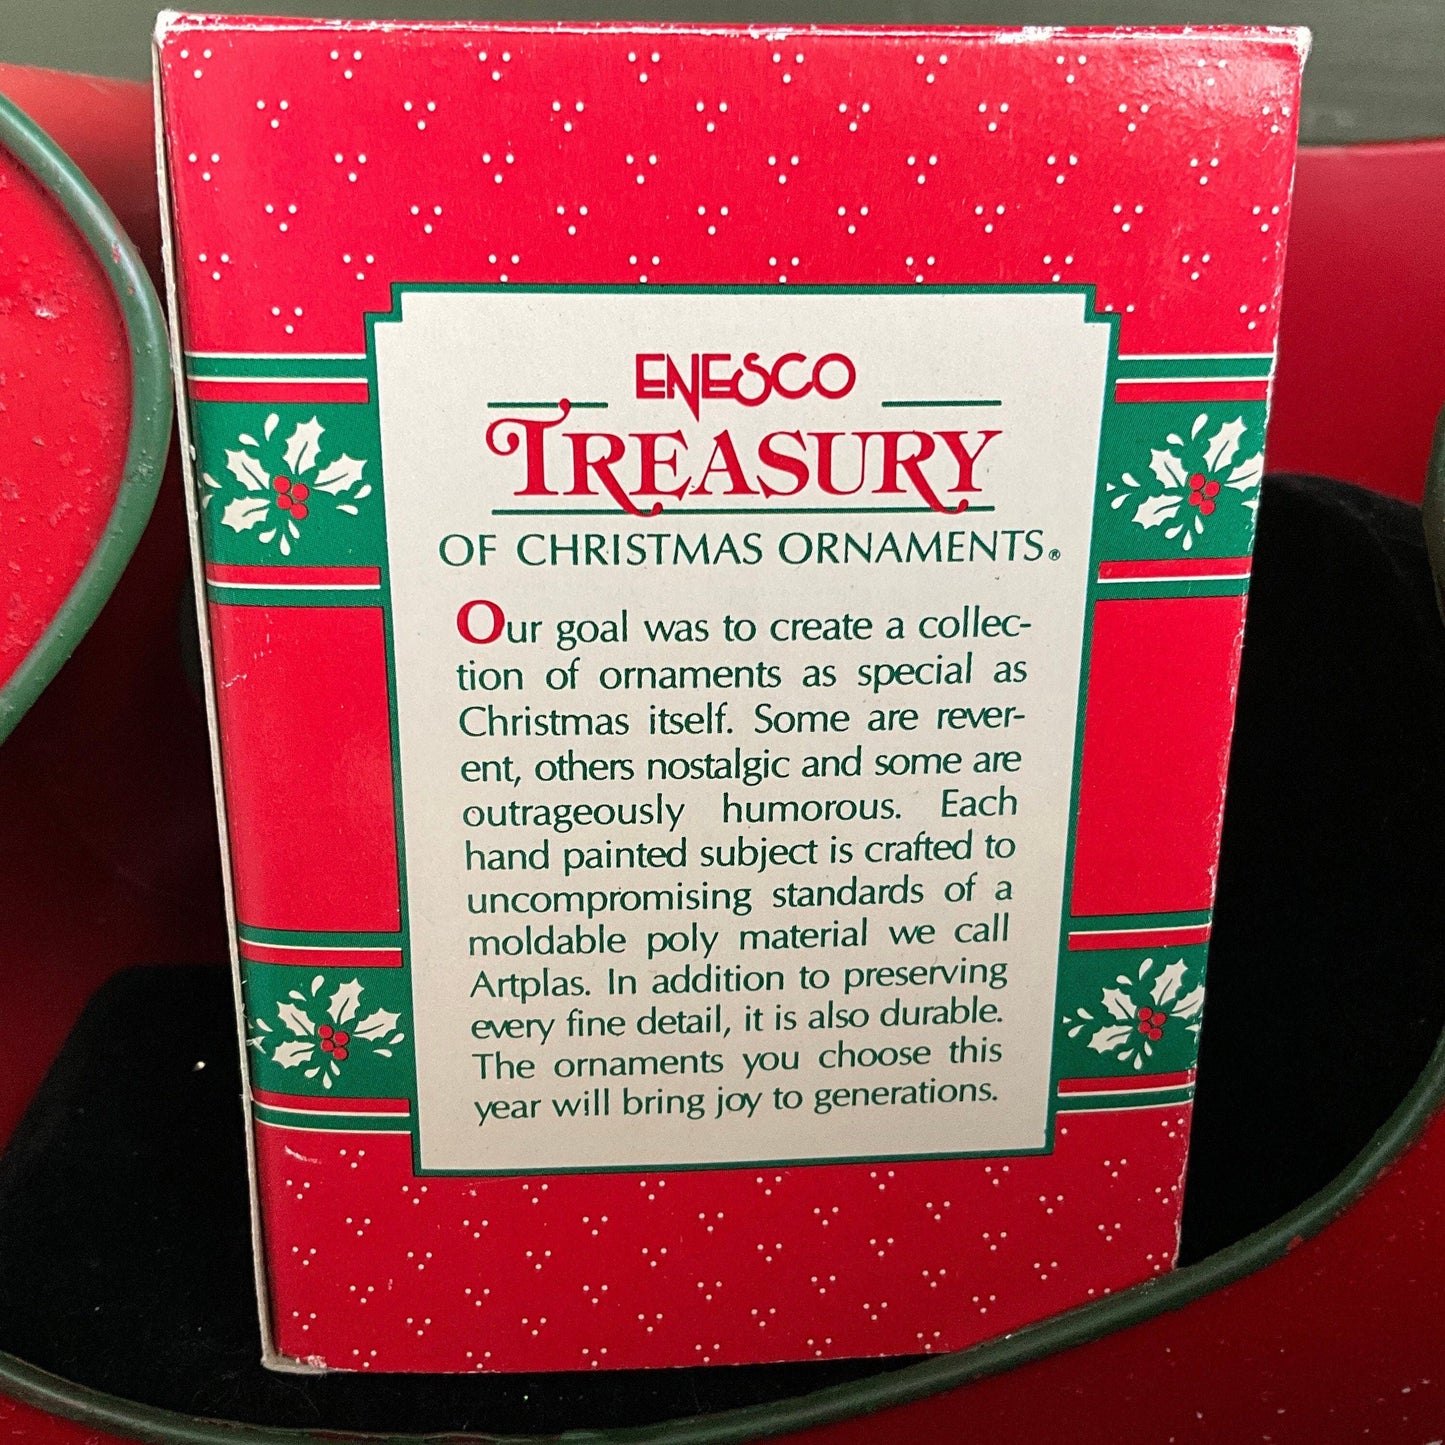 ENESCO
TREASURY
OF CHRISTMAS ORNAMENTS®
Our goal was to create a collec-
tion of ornaments as special as
Christmas itself. Some are rever-
ent, others nostalgic and some are
outrageously humorous. Each
hand painted subject is crafted to
uncompromising standards of a
moldable poly material we call
Artplas. In addition to preserving
every fine detail, it is also durable.
The ornaments you choose this
year will bring joy to generations.